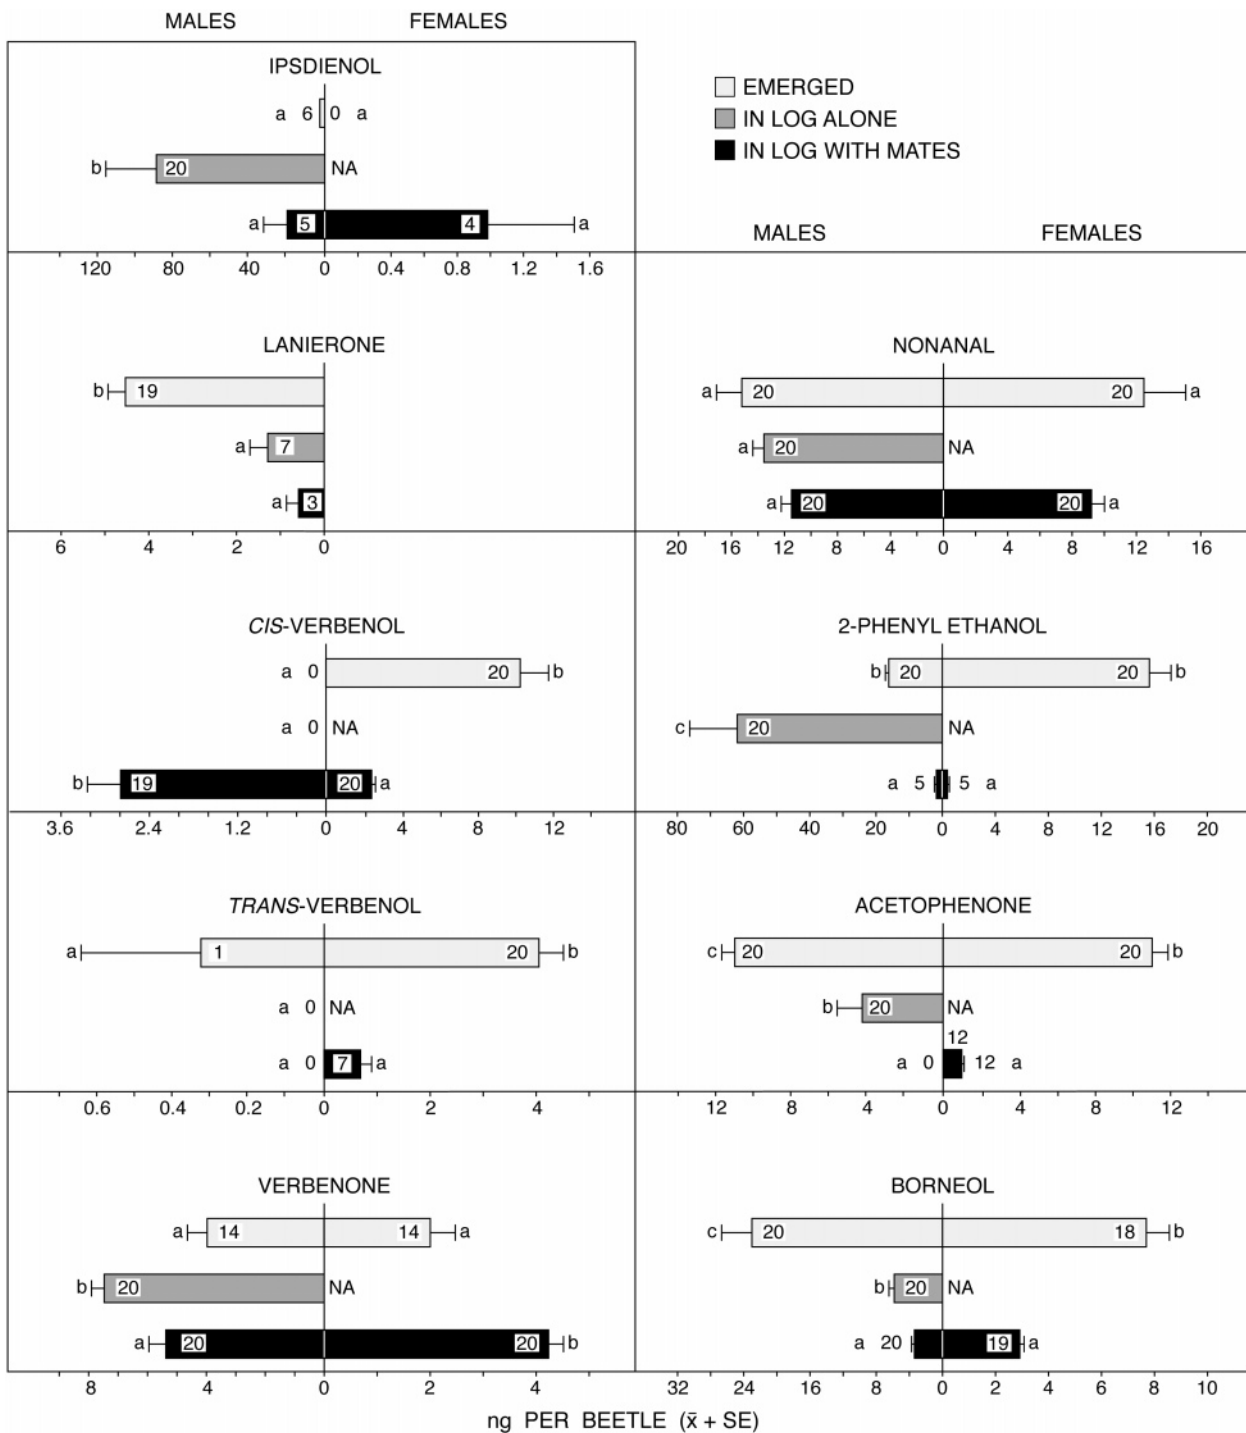 MALES FEMALES
IPSDIENOL
a 6 0 a
b 20 NA
a 5 4 a
120 80 40 0 0.4 0.8 1.2 1.6
EMERGED
IN LOG ALONE
IN LOG WITH MATES
LANIERONE
b 19
a 7
a 3
6 4 2 0
CIS-VERBENOL
a 0 20 b
a 0 NA
b 19 20 a
3.6 2.4 1.2 0 4 8 12
TRANS-VERBENOL
a 1 20 b
a 0 NA
a 0 7 a
0.6 0.4 0.2 0 2 4
VERBENONE
a 14 14 a
b 20 NA
a 20 20 b
8 4 0 2 4
MALES FEMALES
NONANAL
a 20 20 a
a 20 NA
a 20 20 a
20 16 12 8 4 0 4 8 12 16
2-PHENYL ETHANOL
b 20 20 b
c 20 NA
a 5 5 a
80 60 40 20 0 4 8 12 16 20
ACETOPHENONE
c 20 20 b
b 20 NA
12
a 0 12 a
12 8 4 0 4 8 12
BORNEOL
c 20 18 b
b 20 NA
a 20 19 a
32 24 16 8 0 2 4 6 8 10
ng PER BEETLE (x̄ + SE)